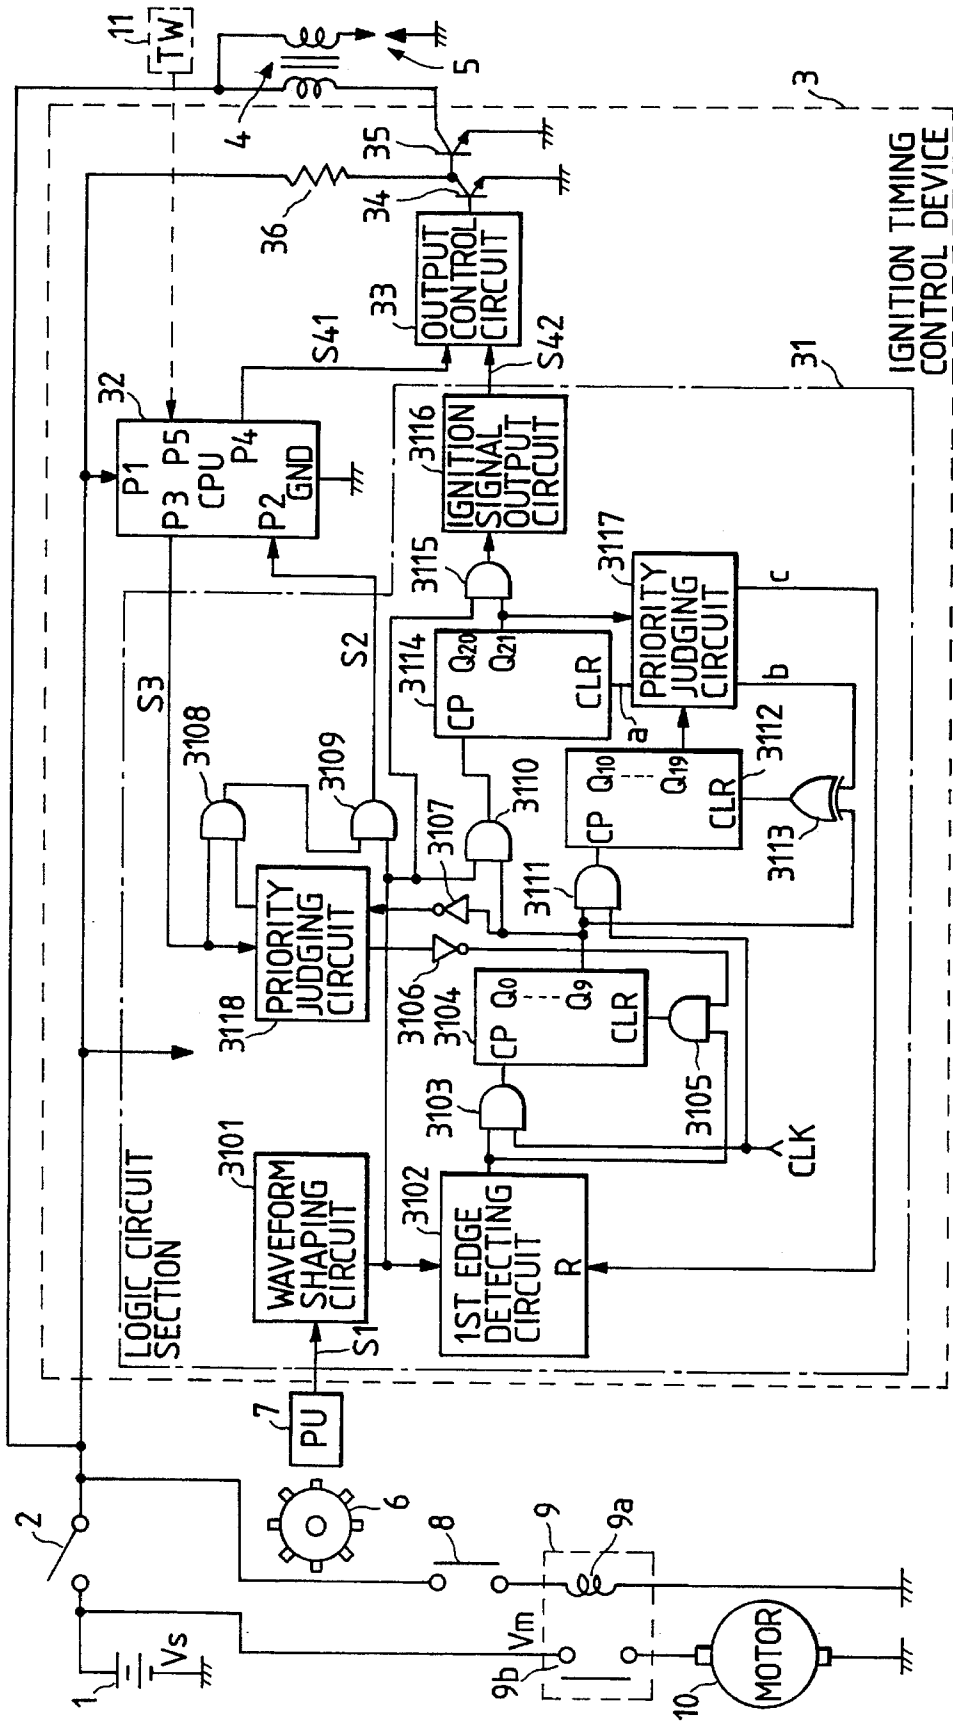 1
Vs
2
6
7
PU
S1
8
9
9a
9b
Vm
10
MOTOR
LOGIC CIRCUIT
SECTION
3101
WAVEFORM
SHAPING
CIRCUIT
3102
1ST EDGE
DETECTING
CIRCUIT
R
3103
CLK
3104
CP Q0
Q9
CLR
3105
3106
3107
3118
PRIORITY
JUDGING
CIRCUIT
3108
3109
S3
S2
3110
3111
3112
CP Q10
Q19
CLR
3113
3114
CP Q20
Q21
CLR
a
3115
3116
IGNITION
SIGNAL
OUTPUT
CIRCUIT
3117
PRIORITY
JUDGING
CIRCUIT
b
c
31
32
P1
P3 P5
CPU
P2 P4
GND
S41
S42
33
OUTPUT
CONTROL
CIRCUIT
34
35
36
4
5
11
TW
3
IGNITION TIMING
CONTROL DEVICE